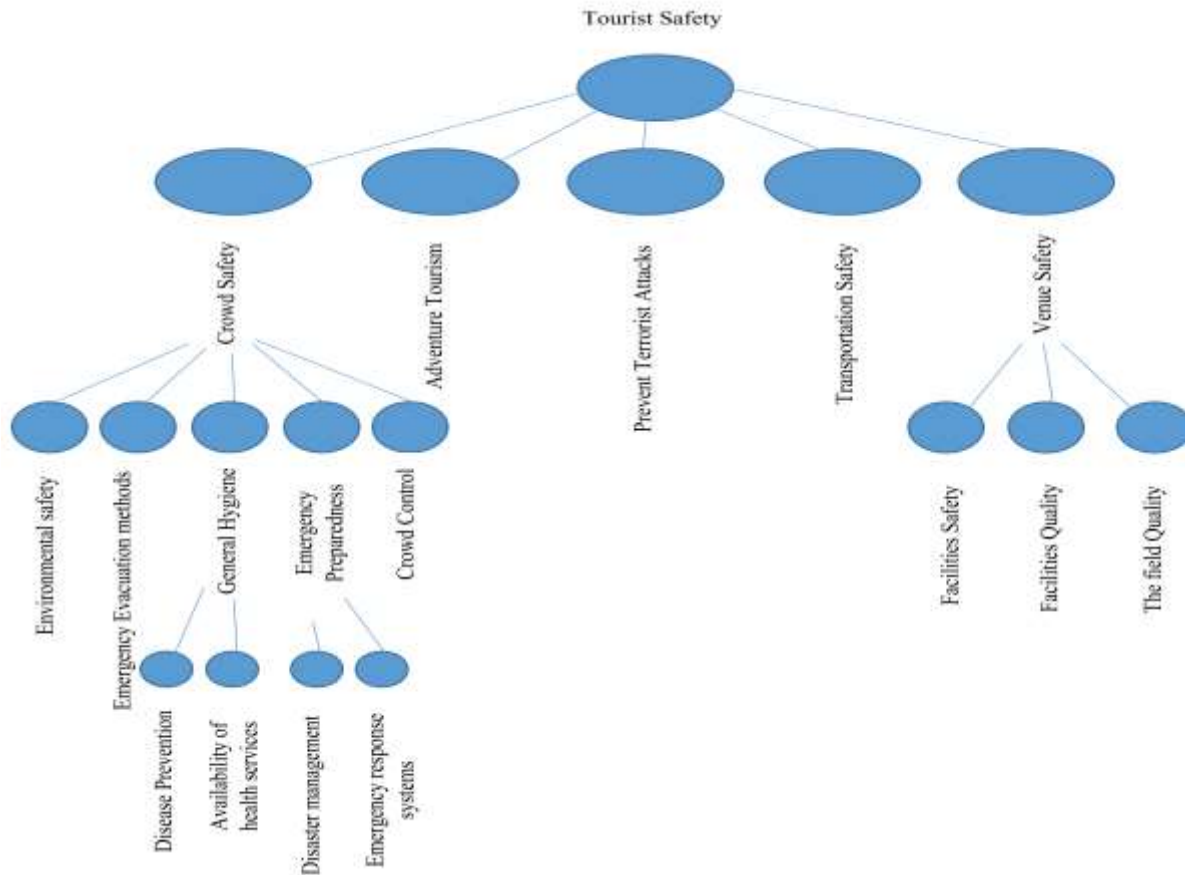 Tourist Safety
Crowd Safety
Adventure Tourism
Prevent Terrorist Attacks
Transportation Safety
Venue Safety
Environmental safety
Emergency Evacuation methods
General Hygiene
Emergency
Preparedness
Crowd Control
Facilities Safety
Facilities Quality
The field Quality
Disease Prevention
Availability of
health services
Disaster management
Emergency response
systems